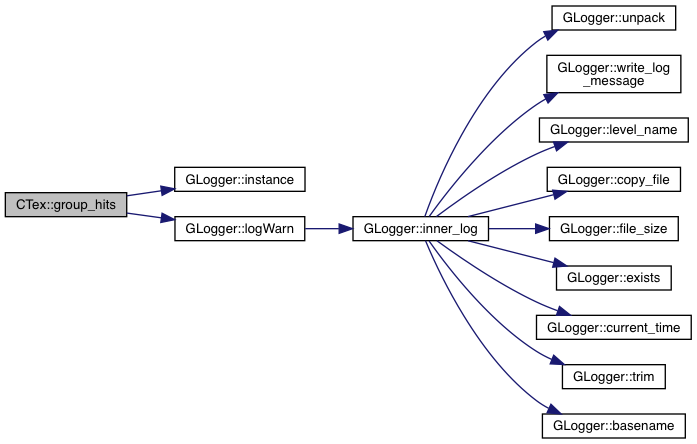 CTex::group_hits
GLogger::instance
GLogger::logWarn
GLogger::inner_log
GLogger::unpack
GLogger::write_log
_message
GLogger::level_name
GLogger::copy_file
GLogger::file_size
GLogger::exists
GLogger::current_time
GLogger::trim
GLogger::basename